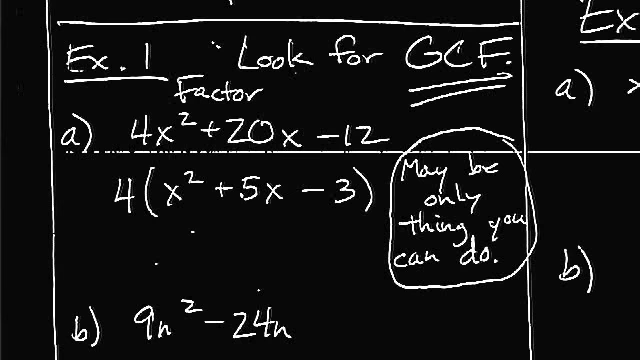 Ex. 1 Look for GCF.
Factor
a) 4x² + 20x - 12
4(x² + 5x - 3)
May be
only
thing you
can do.
b) 9n² - 24n
Ex
a) x
b)